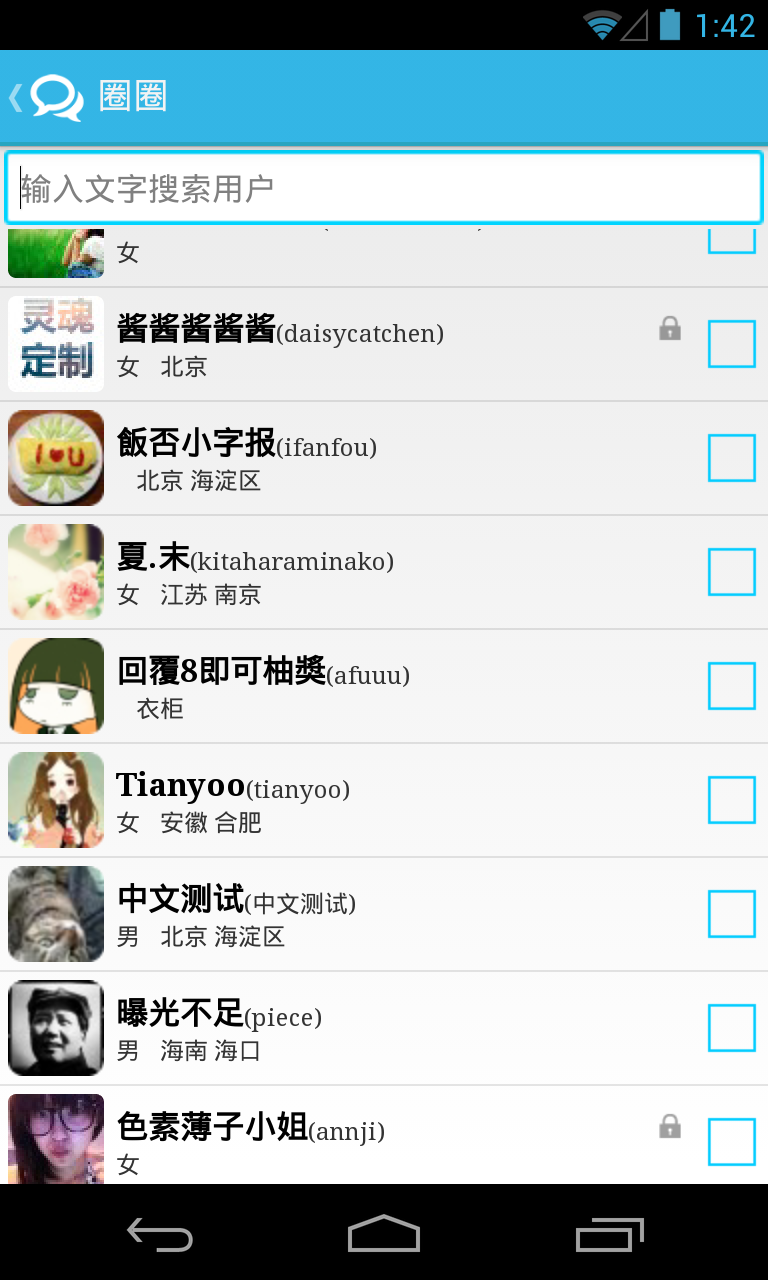 1:42
圈圈
输入文字搜索用户
女
灵魂
定制
酱酱酱酱酱(daisycatchen)
女 北京
I♥U
飯否小字报(ifanfou)
北京 海淀区
夏.末(kitaharaminako)
女 江苏 南京
回覆8即可柚獎(afuuu)
衣柜
Tianyoo(tianyoo)
女 安徽 合肥
中文测试(中文测试)
男 北京 海淀区
曝光不足(piece)
男 海南 海口
色素薄子小姐(annji)
女